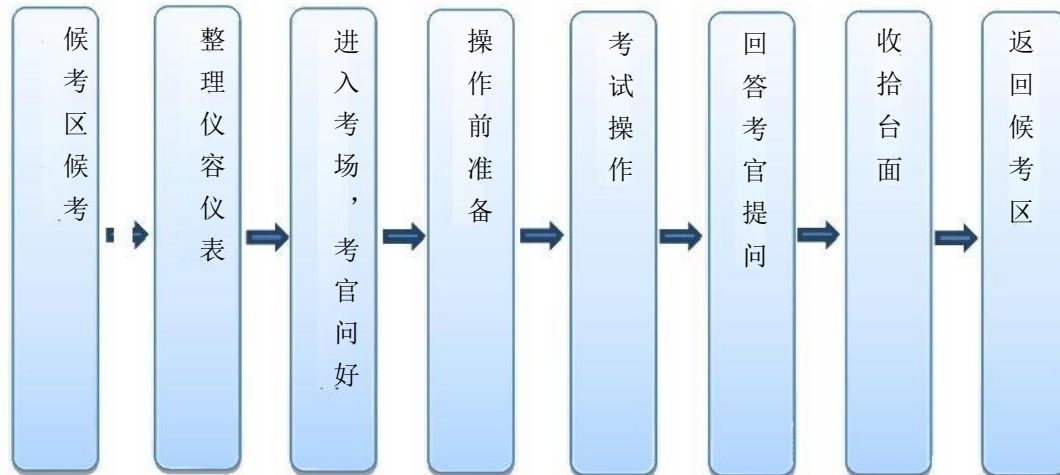 候考区候考
整理仪容仪表
进入考场，考官问好
操作前准备
考试操作
回答考官提问
收拾台面
返回候考区